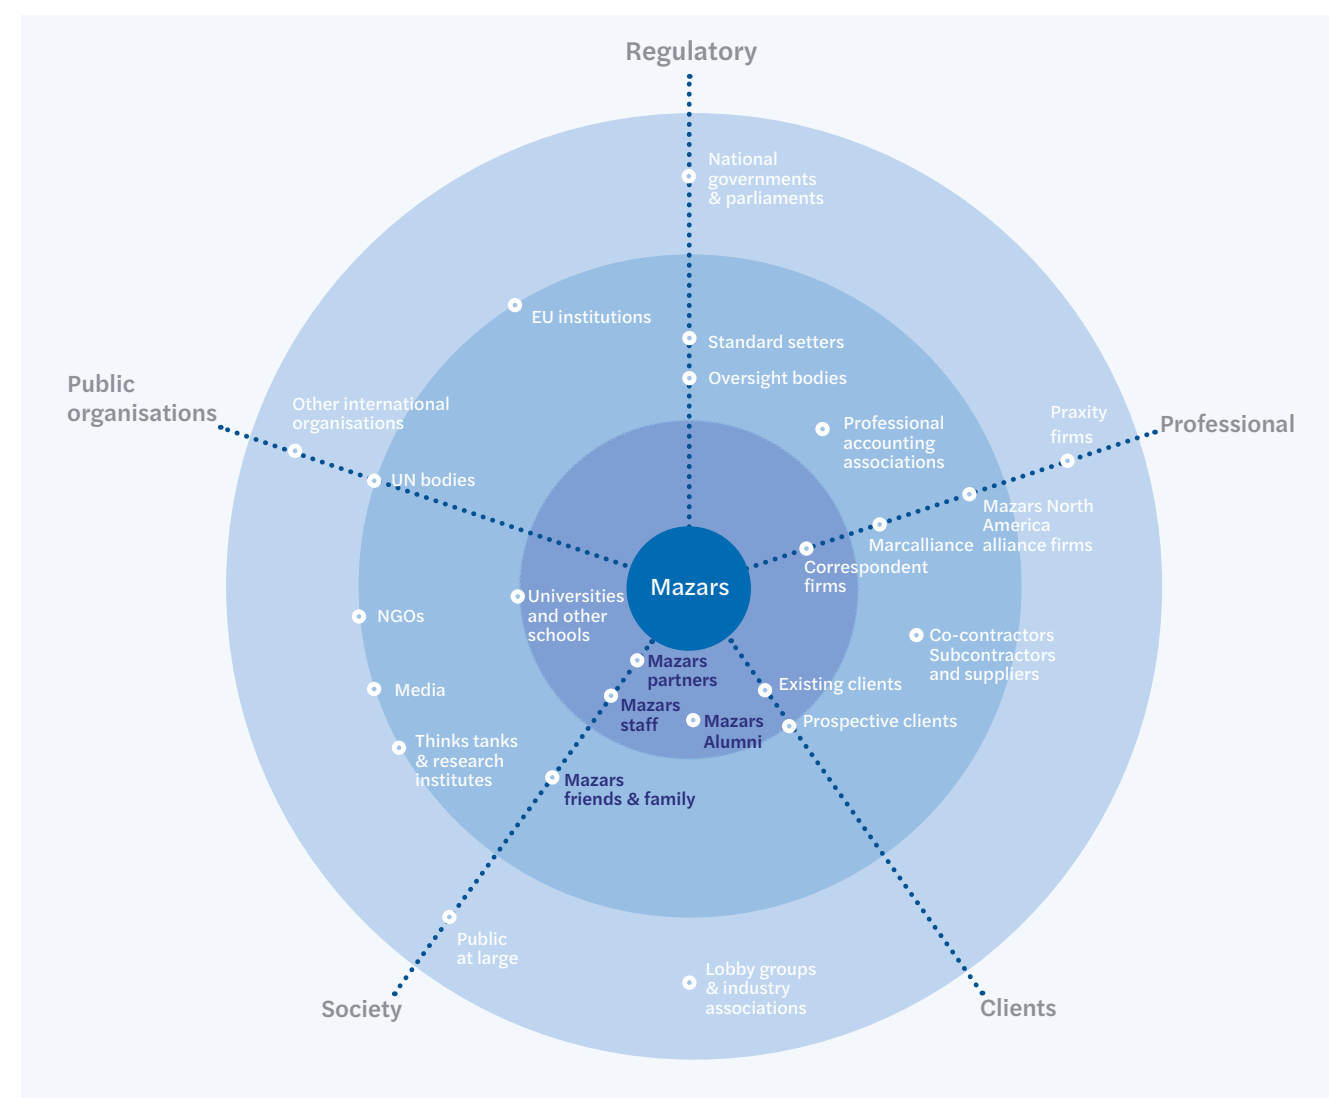 Regulatory
National
governments
& parliaments
EU institutions
Standard setters
Oversight bodies
Public
organisations
Other international
organisations
UN bodies
Professional
accounting
associations
Praxity
firms
Professional
Mazars North
America
alliance firms
Marcalliance
Correspondent
firms
Mazars
Universities
and other
schools
NGOs
Co-contractors
Subcontractors
and suppliers
Mazars
partners
Existing clients
Media
Mazars
staff
Mazars
Alumni
Prospective clients
Thinks tanks
& research
institutes
Mazars
friends & family
Public
at large
Lobby groups
& industry
associations
Society
Clients